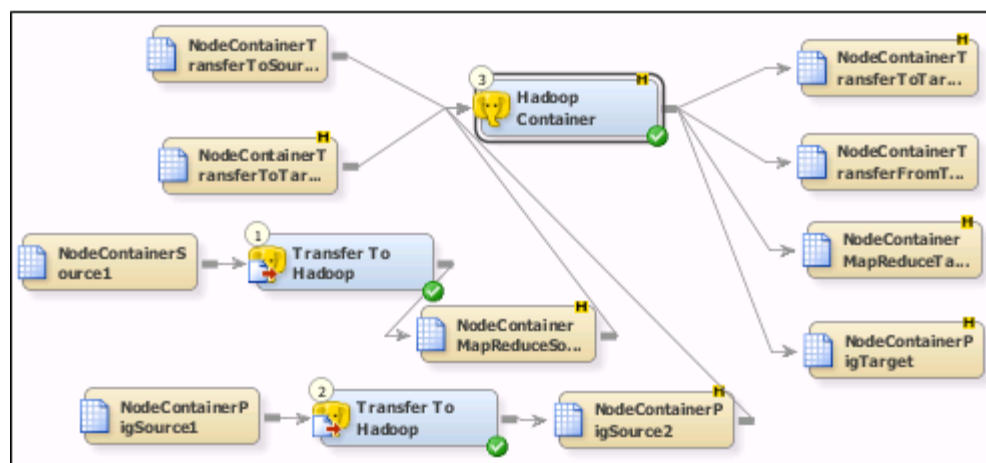 NodeContainerT
ransferToSour...
NodeContainerT
ransferToTar...
3
H
Hadoop
Container
H
NodeContainerT
ransferToTar...
H
NodeContainerT
ransferFromT...
NodeContainerS
ource1
1
Transfer To
Hadoop
NodeContainer
MapReduceSo...
H
NodeContainer
MapReduceTa...
H
NodeContainerP
igTarget
H
NodeContainerP
igSource1
2
Transfer To
Hadoop
NodeContainerP
igSource2
H